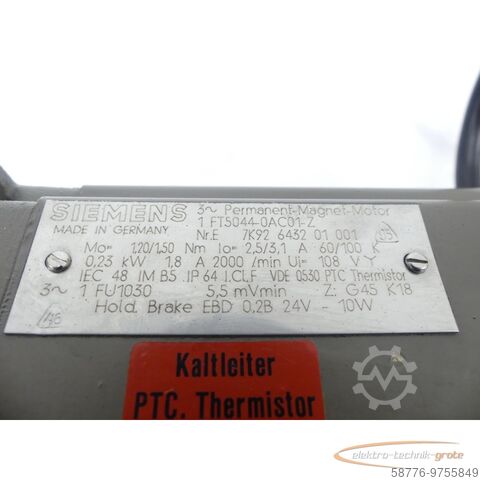 SIEMENS 3~ Permanent-Magnet-Motor
1 FT5044-0AC01-Z
MADE IN GERMANY Nr.E 7K92 6432 01 001
Mo= 1,20/1,50 Nm Io= 2,5/3,1 A 60/100 K
0,23 kW 1,8 A 2000 /min Ui= 108 V Y
IEC 48 IM B5 IP 64 I.Cl.F VDE 0530 PTC Thermistor
3~ 1 FU1030 5,5 mVmin Z: G45 K18
Hold. Brake EBD 0.2B 24V - 10W
Kaltleiter
PTC. Thermistor
elektro-technik-grote
58776-9755849